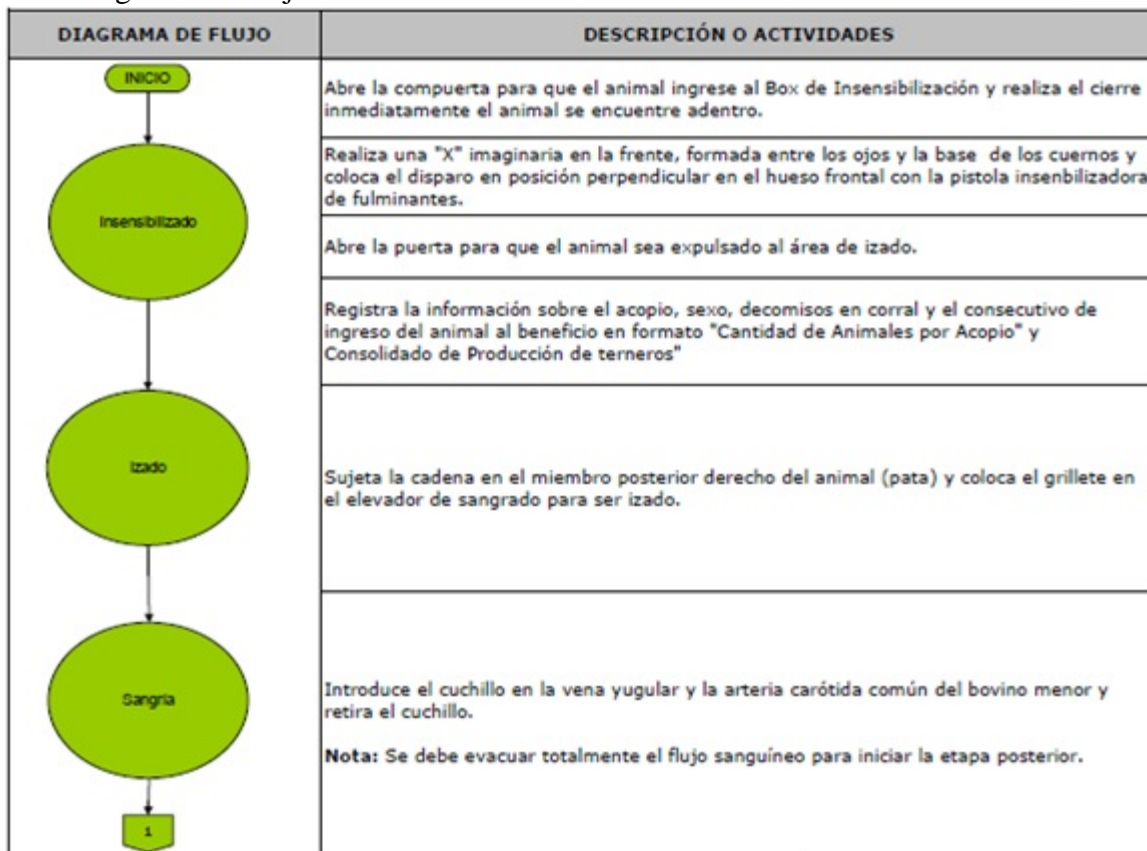 DIAGRAMA DE FLUJO
DESCRIPCIÓN O ACTIVIDADES
INICIO
Abre la compuerta para que el animal ingrese al Box de Insensibilización y realiza el cierre
inmediatamente el animal se encuentre adentro.
Insensibilizado
Realiza una "X" imaginaria en la frente, formada entre los ojos y la base de los cuernos y
coloca el disparo en posición perpendicular en el hueso frontal con la pistola insenbilizadora
de fulminantes.
Abre la puerta para que el animal sea expulsado al área de izado.
Registra la información sobre el acopio, sexo, decomisos en corral y el consecutivo de
ingreso del animal al beneficio en formato "Cantidad de Animales por Acopio" y
Consolidado de Producción de terneros"
Izado
Sujeta la cadena en el miembro posterior derecho del animal (pata) y coloca el grillete en
el elevador de sangrado para ser izado.
Sangria
Introduce el cuchillo en la vena yugular y la arteria carótida común del bovino menor y
retira el cuchillo.
Nota: Se debe evacuar totalmente el flujo sanguíneo para iniciar la etapa posterior.
1